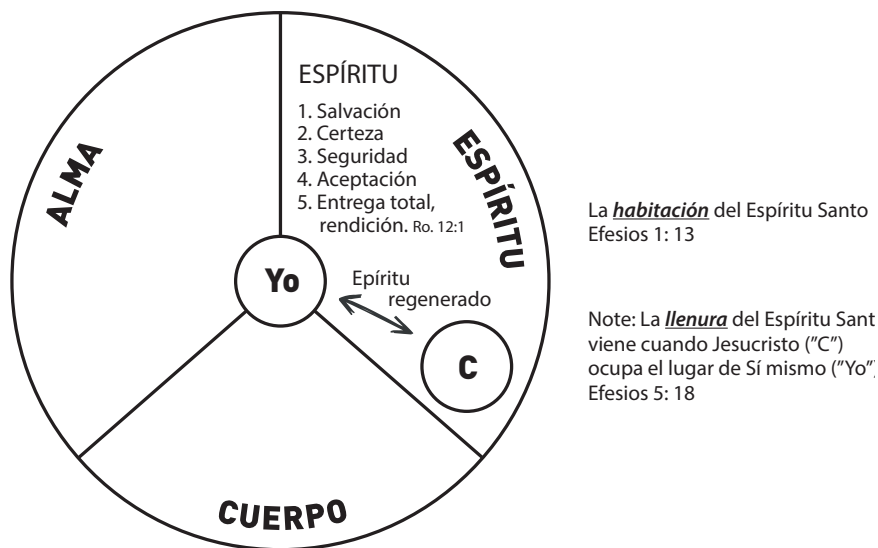 ESPÍRITU
1. Salvación
2. Certeza
3. Seguridad
4. Aceptación
5. Entrega total,
rendición. Ro. 12:1
ALMA
ESPÍRITU
Yo
Epíritu
regenerado
C
CUERPO
La habitación del Espíritu Santo
Efesios 1: 13
Note: La llenura del Espíritu Sant
viene cuando Jesucristo ("C")
ocupa el lugar de Sí mismo ("Yo")
Efesios 5: 18